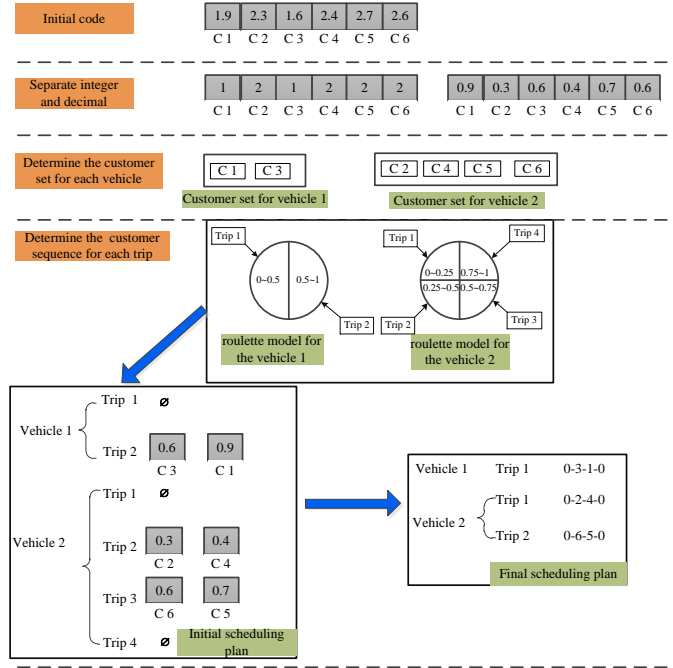 Initial code
1.9 2.3 1.6 2.4 2.7 2.6
C 1 C 2 C 3 C 4 C 5 C 6
Separate integer
and decimal
1 2 1 2 2 2
C 1 C 2 C 3 C 4 C 5 C 6
0.9 0.3 0.6 0.4 0.7 0.6
C 1 C 2 C 3 C 4 C 5 C 6
Determine the customer
set for each vehicle
C 1 C 3
Customer set for vehicle 1
C 2 C 4 C 5 C 6
Customer set for vehicle 2
Determine the customer
sequence for each trip
Trip 1
0~0.5 0.5~1
Trip 2
roulette model for
the vehicle 1
Trip 1 Trip 4
0~0.25 0.75~1
0.25~0.5 0.5~0.75
Trip 2 Trip 3
roulette model for
the vehicle 2
Vehicle 1
Trip 1 ø
Trip 2 0.6 0.9
C 3 C 1
Vehicle 2
Trip 1 ø
Trip 2 0.3 0.4
C 2 C 4
Trip 3 0.6 0.7
C 6 C 5
Trip 4 ø
Initial scheduling
plan
Vehicle 1 Trip 1 0-3-1-0
Vehicle 2
Trip 1 0-2-4-0
Trip 2 0-6-5-0
Final scheduling plan